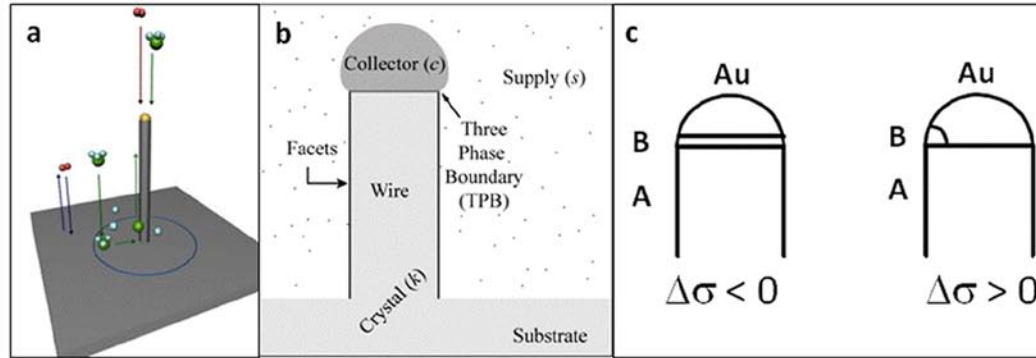 a
b
Collector (c)
Supply (s)
Three
Phase
Boundary
(TPB)
Facets
Wire
Crystal (k)
Substrate
c
Au
B
A
Δσ < 0
Au
B
A
Δσ > 0